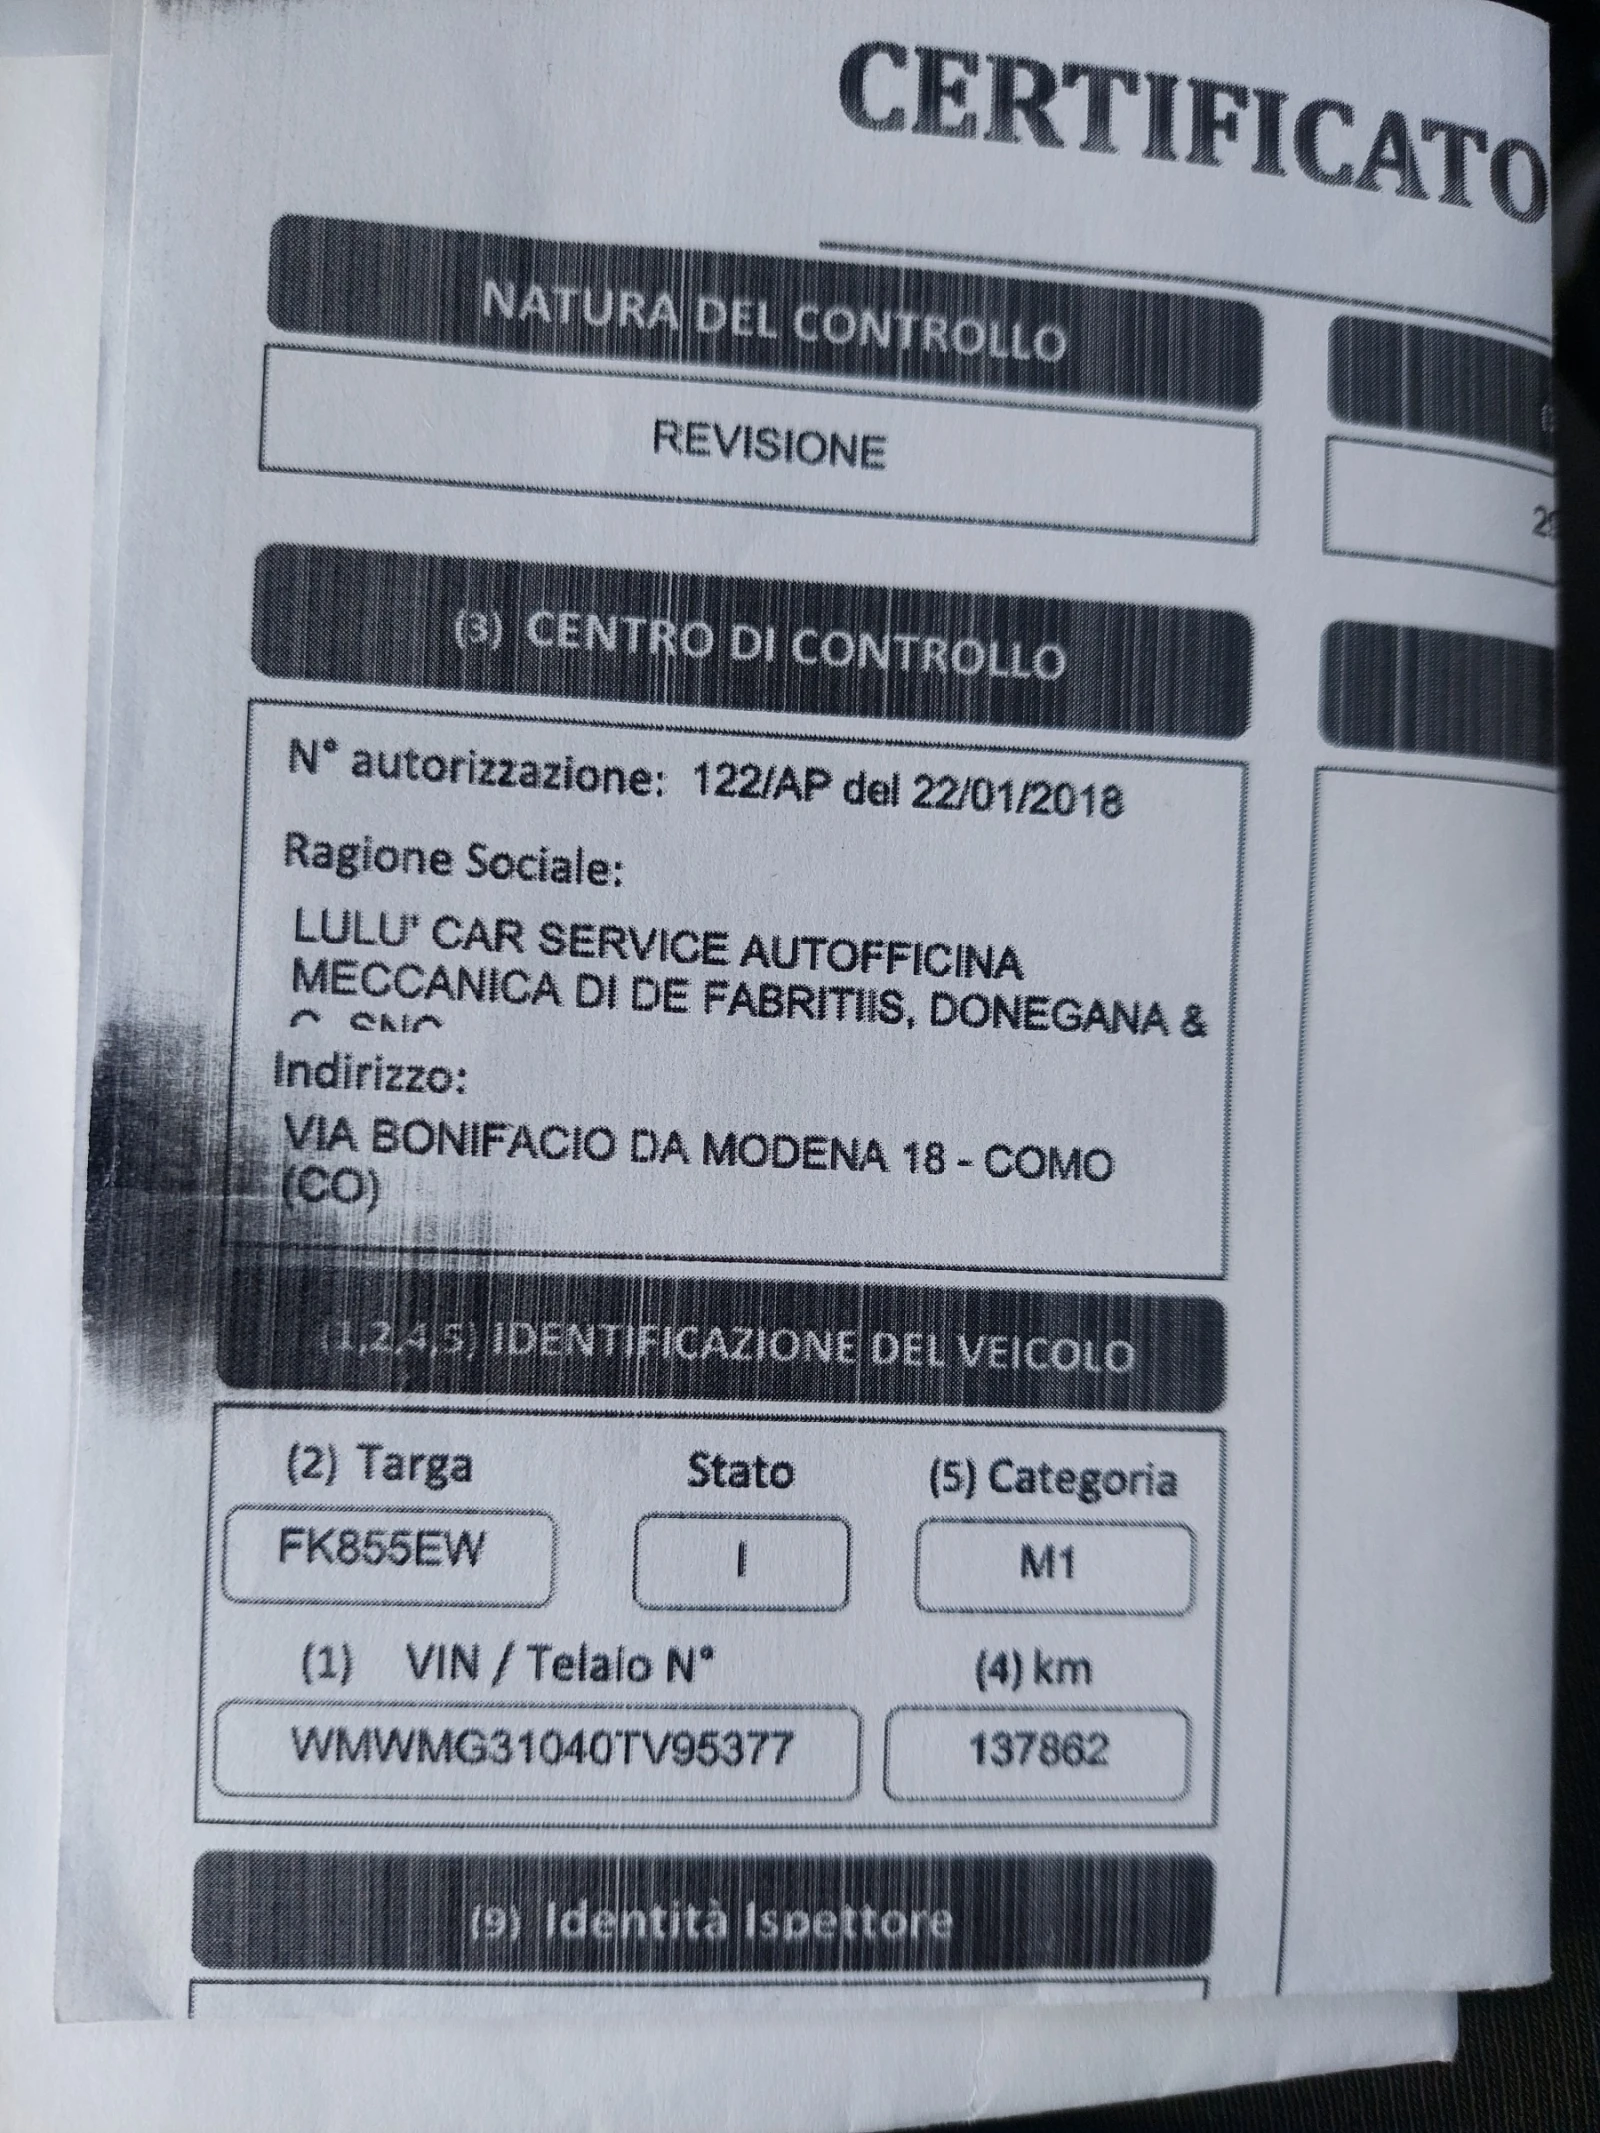 CERTIFICATO
NATURA DEL CONTROLLO
REVISIONE
(3) CENTRO DI CONTROLLO
N° autorizzazione: 122/AP del 22/01/2018
Ragione Sociale:
LULU' CAR SERVICE AUTOFFICINA
MECCANICA DI DE FABRITIIS, DONEGANA &
C. SNC
Indirizzo:
VIA BONIFACIO DA MODENA 18 - COMO
(CO)
(1,2,4,5) IDENTIFICAZIONE DEL VEICOLO
(2) Targa Stato (5) Categoria
FK855EW I M1
(1) VIN / Telaio N° (4) km
WMWMG31040TV95377 137862
(9) Identità Ispettore